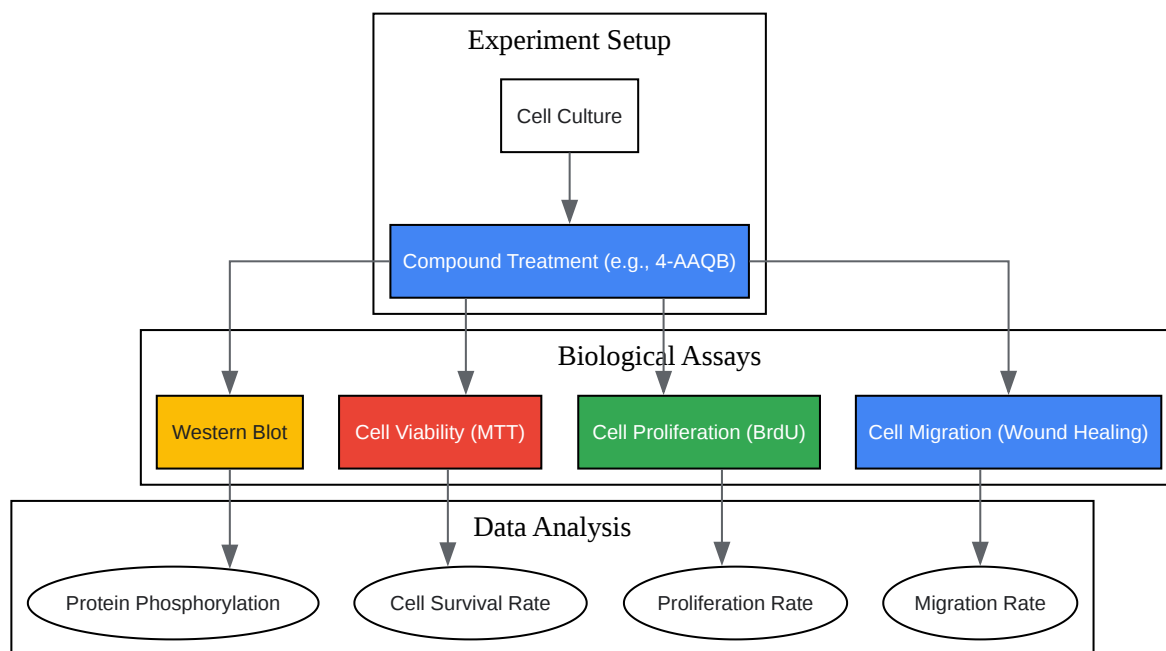 Experiment Setup
Cell Culture
Compound Treatment (e.g., 4-AAQB)
Biological Assays
Western Blot
Cell Viability (MTT)
Cell Proliferation (BrdU)
Cell Migration (Wound Healing)
Data Analysis
Protein Phosphorylation
Cell Survival Rate
Proliferation Rate
Migration Rate